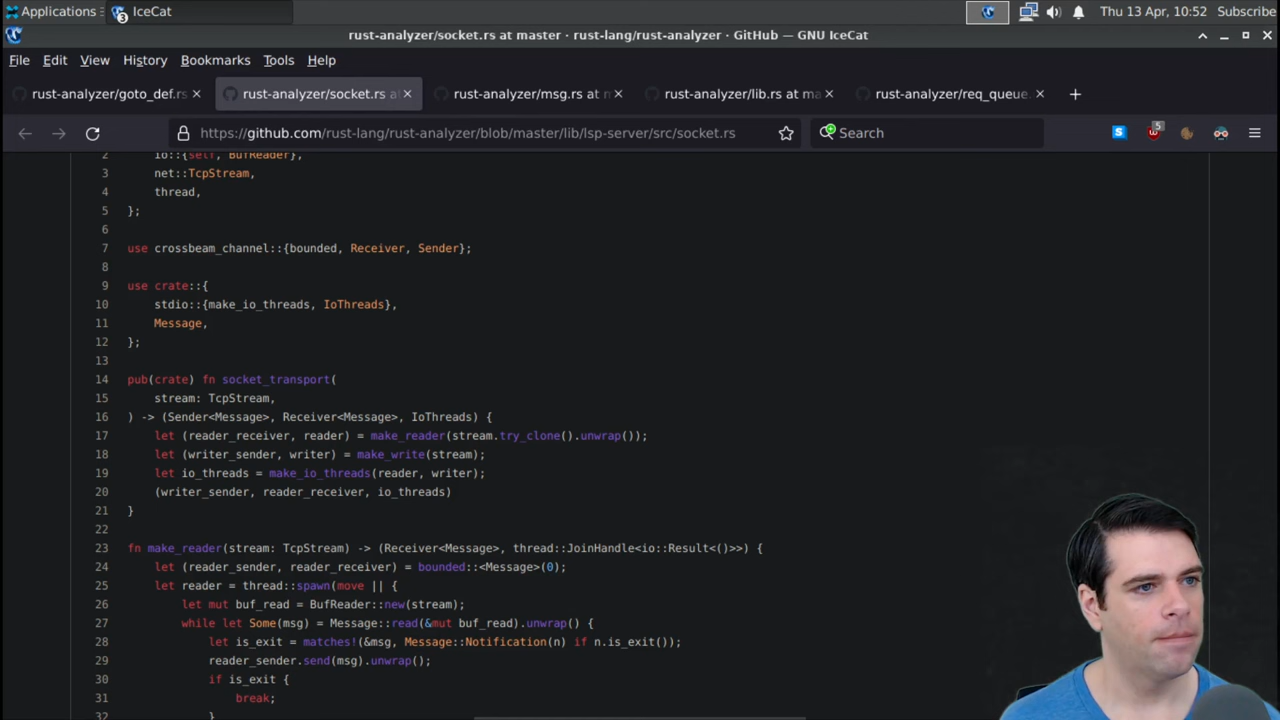 Applications
3
IceCat
Thu 13 Apr, 10:52
Subscribe
rust-analyzer/socket.rs at master · rust-lang/rust-analyzer · GitHub — GNU IceCat
File Edit View History Bookmarks Tools Help
rust-analyzer/goto_def.rs
rust-analyzer/socket.rs at
rust-analyzer/msg.rs at m
rust-analyzer/lib.rs at ma
rust-analyzer/req_queue.
https://github.com/rust-lang/rust-analyzer/blob/master/lib/lsp-server/src/socket.rs
Search
S
5
2 io::{self, BufReader},
3 net::TcpStream,
4 thread,
5 };
6
7 use crossbeam_channel::{bounded, Receiver, Sender};
8
9 use crate::{
10 stdio::{make_io_threads, IoThreads},
11 Message,
12 };
13
14 pub(crate) fn socket_transport(
15 stream: TcpStream,
16 ) -> (Sender<Message>, Receiver<Message>, IoThreads) {
17 let (reader_receiver, reader) = make_reader(stream.try_clone().unwrap());
18 let (writer_sender, writer) = make_write(stream);
19 let io_threads = make_io_threads(reader, writer);
20 (writer_sender, reader_receiver, io_threads)
21 }
22
23 fn make_reader(stream: TcpStream) -> (Receiver<Message>, thread::JoinHandle<io::Result<()>>) {
24 let (reader_sender, reader_receiver) = bounded::<Message>(0);
25 let reader = thread::spawn(move || {
26 let mut buf_read = BufReader::new(stream);
27 while let Some(msg) = Message::read(&mut buf_read).unwrap() {
28 let is_exit = matches!(&msg, Message::Notification(n) if n.is_exit());
29 reader_sender.send(msg).unwrap();
30 if is_exit {
31 break;
32 }